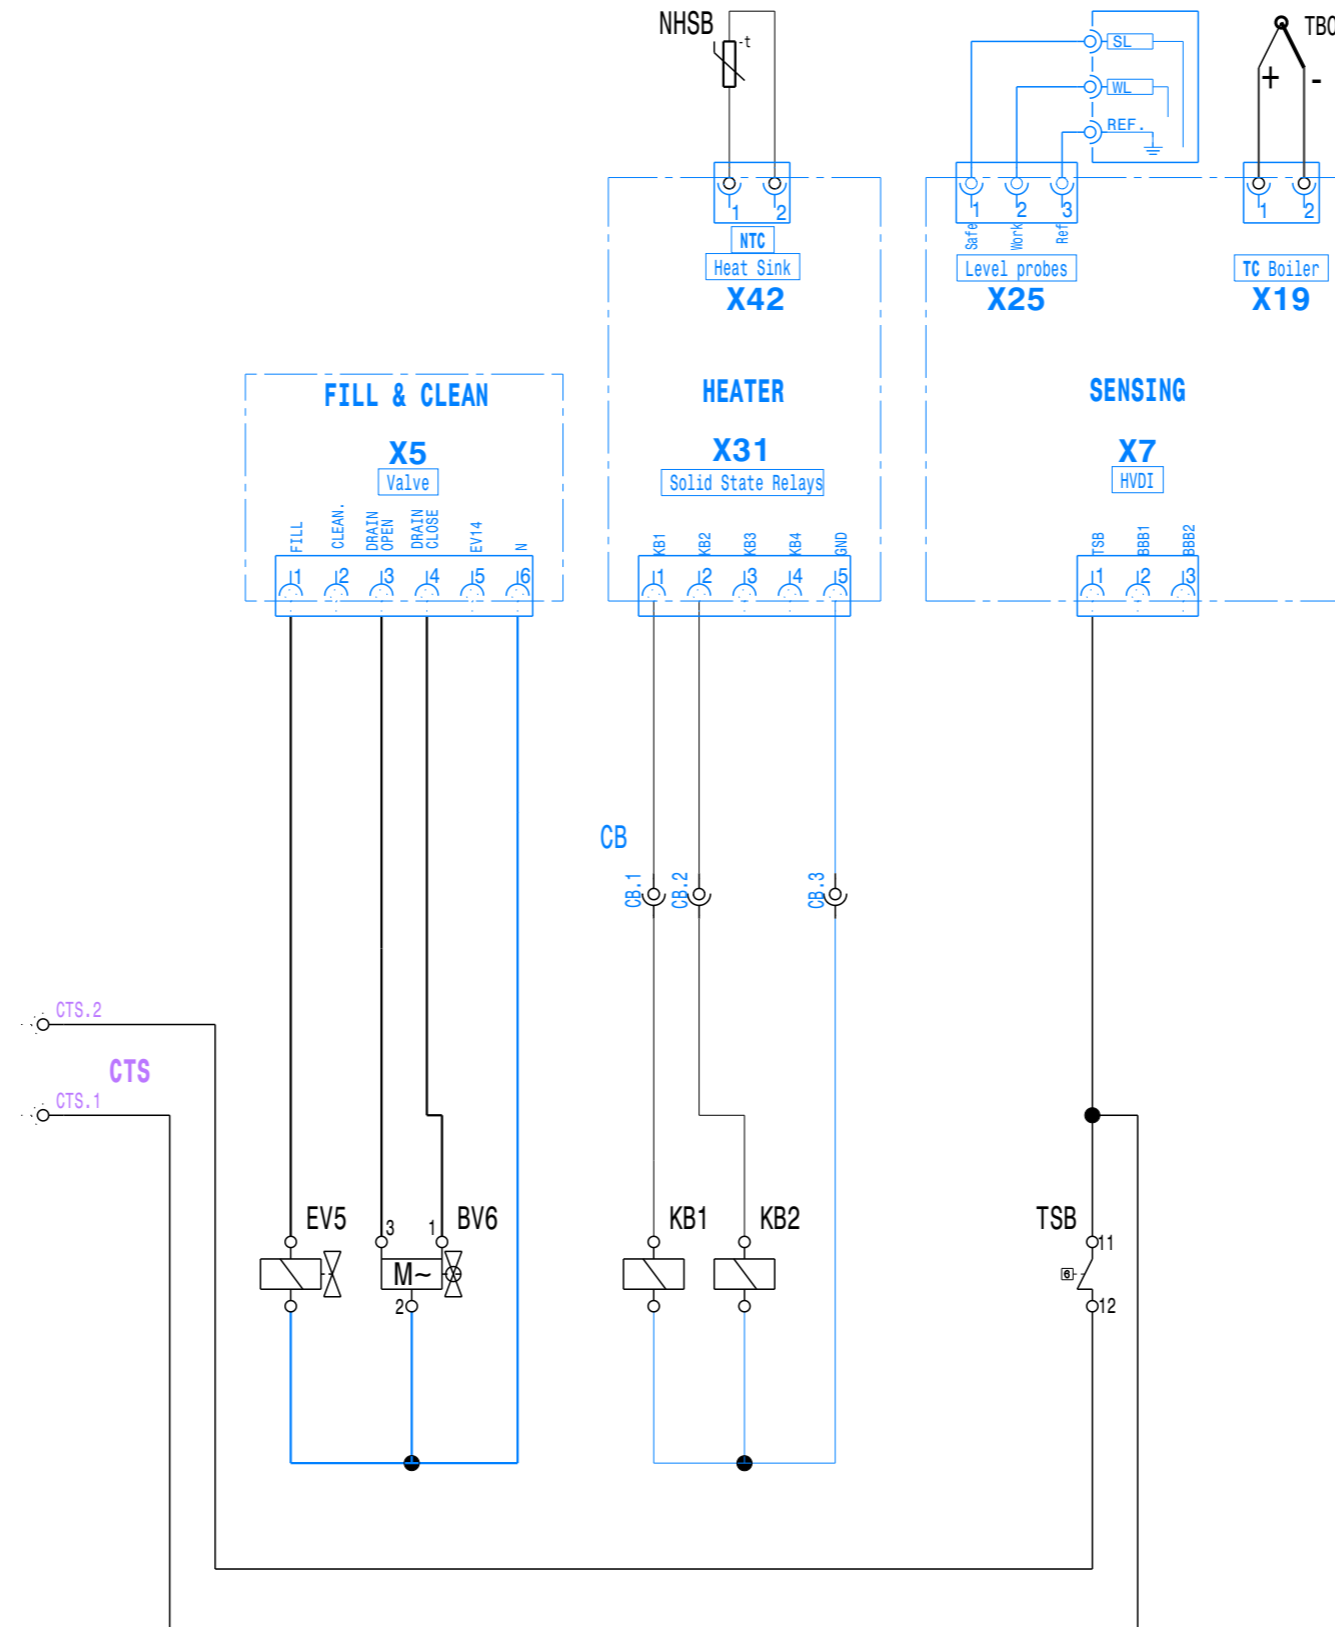 NHSB
-t
SL
WL
REF.
TBO
+
-
1
2
NTC
Heat Sink
X42
1
2
3
Safe
Work
Ref
Level probes
X25
1
2
TC Boiler
X19
FILL & CLEAN
X5
Valve
FILL
CLEAN.
DRAIN
OPEN
DRAIN
CLOSE
EV14
N
1
2
3
4
5
6
HEATER
X31
Solid State Relays
KB1
KB2
KB3
KB4
GND
1
2
3
4
5
SENSING
X7
HVDI
TSB
BBB1
BBB2
1
2
3
CB
CB.1
CB.2
CB.3
CTS.2
CTS
CTS.1
EV5
3
1
BV6
M~
2
KB1
KB2
TSB
11
6
12